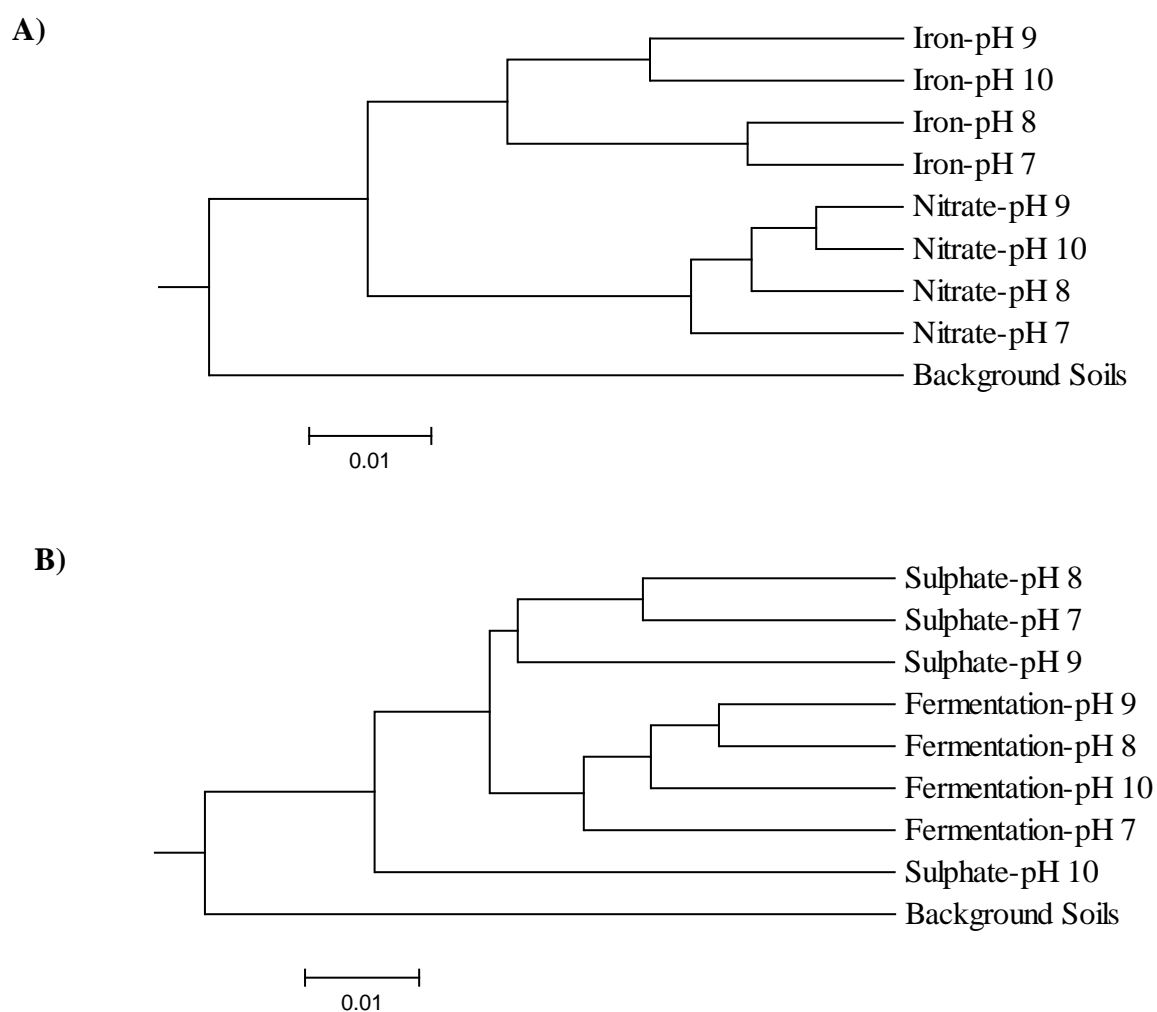 A)
Iron-pH 9
Iron-pH 10
Iron-pH 8
Iron-pH 7
Nitrate-pH 9
Nitrate-pH 10
Nitrate-pH 8
Nitrate-pH 7
Background Soils
0.01
B)
Sulphate-pH 8
Sulphate-pH 7
Sulphate-pH 9
Fermentation-pH 9
Fermentation-pH 8
Fermentation-pH 10
Fermentation-pH 7
Sulphate-pH 10
Background Soils
0.01